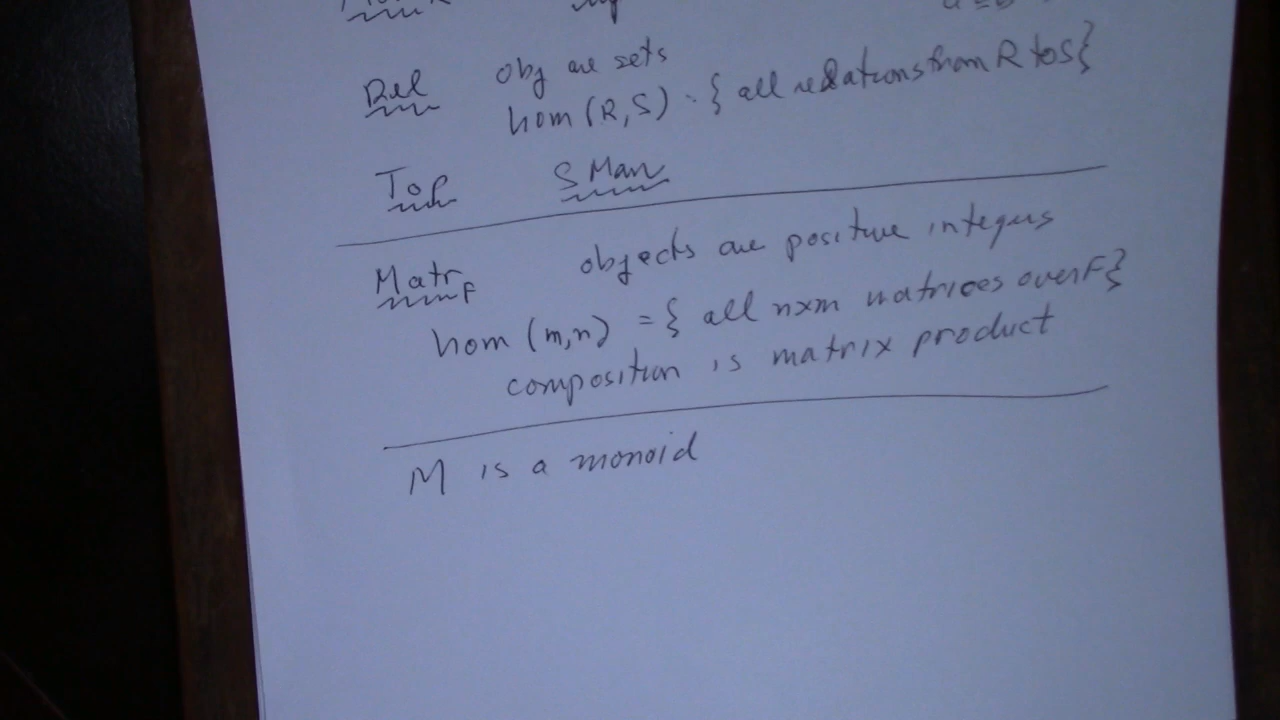 Rel obj are sets
hom (R,S) = { all relations from R to S}
Top SMan
Matr_F objects are positive integers
hom (m,n) = { all nxm matrices over F}
composition is matrix product
M is a monoid